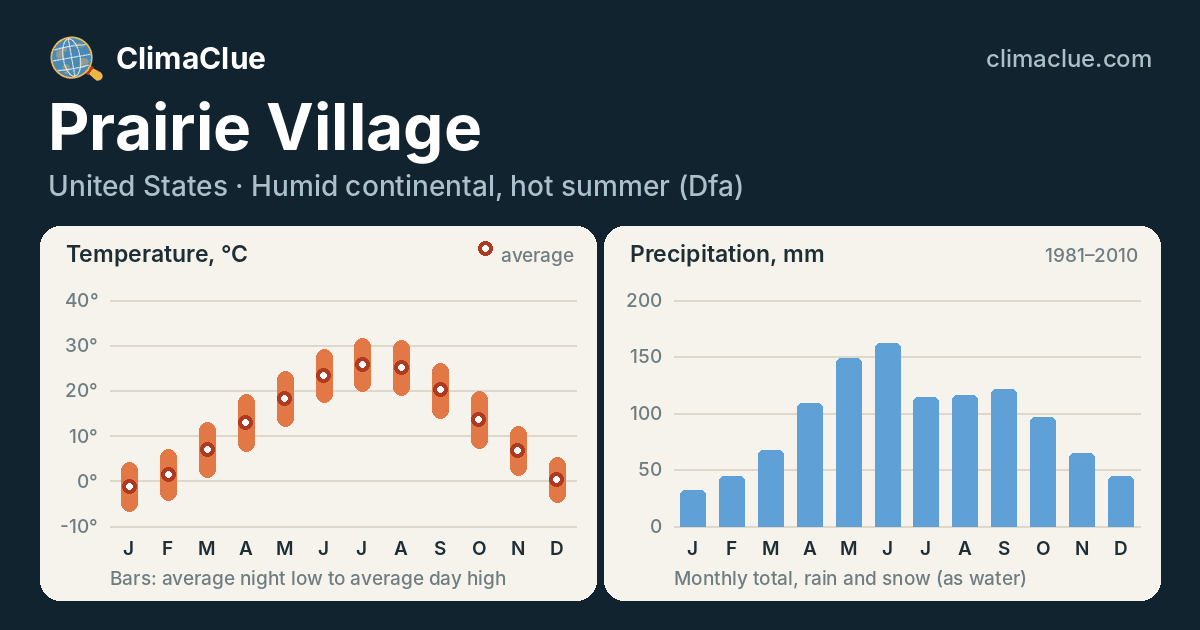 ClimaClue
climaclue.com
Prairie Village
United States · Humid continental, hot summer (Dfa)
Temperature, °C
average
40°
30°
20°
10°
0°
-10°
J F M A M J J A S O N D
Bars: average night low to average day high
Precipitation, mm
1981–2010
200
150
100
50
0
J F M A M J J A S O N D
Monthly total, rain and snow (as water)